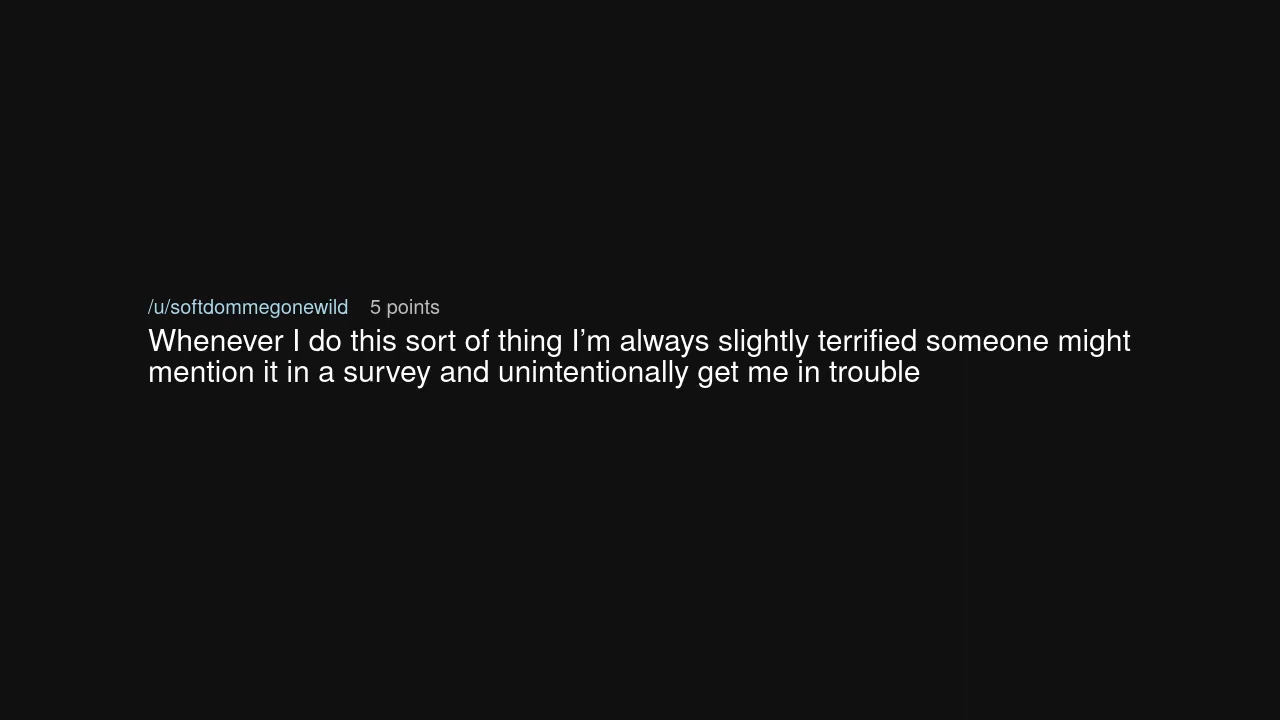 /u/softdommegonewild 5 points
Whenever I do this sort of thing I’m always slightly terrified someone might
mention it in a survey and unintentionally get me in trouble